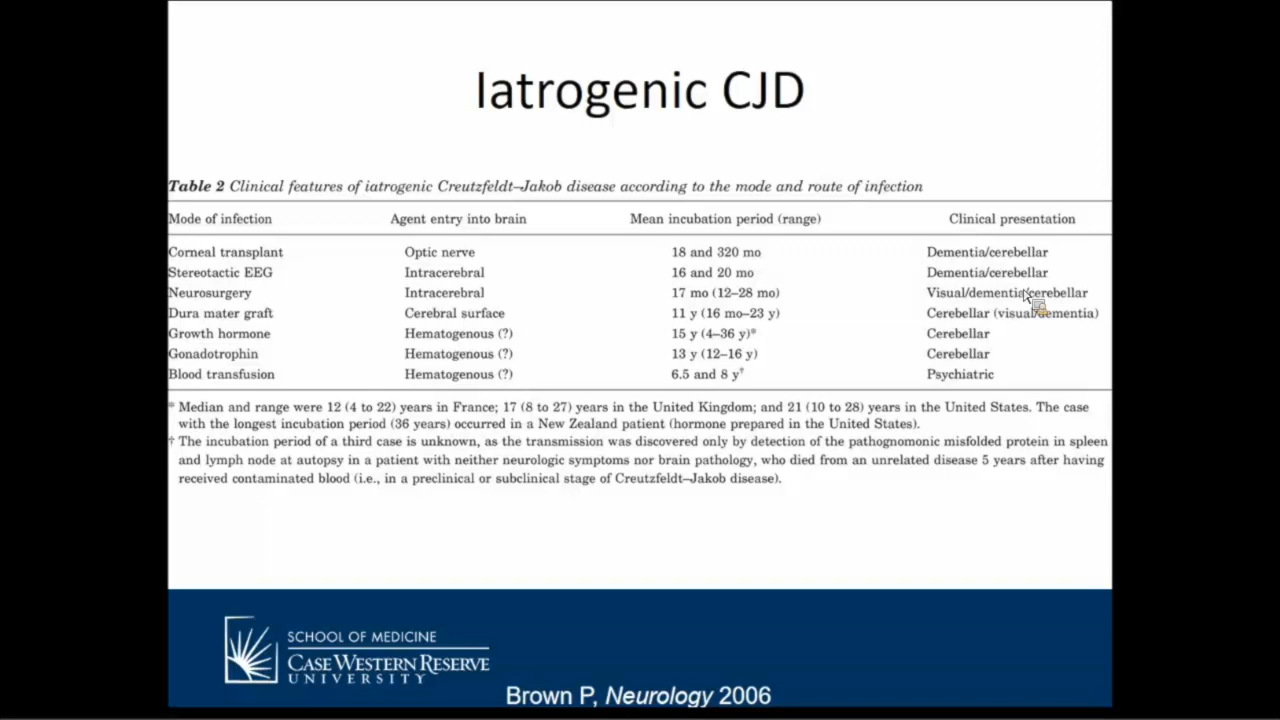 Iatrogenic CJD
Table 2 Clinical features of iatrogenic Creutzfeldt–Jakob disease according to the mode and route of infection
Mode of infection Agent entry into brain Mean incubation period (range) Clinical presentation
Corneal transplant Optic nerve 18 and 320 mo Dementia/cerebellar
Stereotactic EEG Intracerebral 16 and 20 mo Dementia/cerebellar
Neurosurgery Intracerebral 17 mo (12–28 mo) Visual/dementia/cerebellar
Dura mater graft Cerebral surface 11 y (16 mo–23 y) Cerebellar (visual/dementia)
Growth hormone Hematogenous (?) 15 y (4–36 y)* Cerebellar
Gonadotrophin Hematogenous (?) 13 y (12–16 y) Cerebellar
Blood transfusion Hematogenous (?) 6.5 and 8 y† Psychiatric
* Median and range were 12 (4 to 22) years in France; 17 (8 to 27) years in the United Kingdom; and 21 (10 to 28) years in the United States. The case
with the longest incubation period (36 years) occurred in a New Zealand patient (hormone prepared in the United States).
† The incubation period of a third case is unknown, as the transmission was discovered only by detection of the pathognomonic misfolded protein in spleen
and lymph node at autopsy in a patient with neither neurologic symptoms nor brain pathology, who died from an unrelated disease 5 years after having
received contaminated blood (i.e., in a preclinical or subclinical stage of Creutzfeldt–Jakob disease).
SCHOOL OF MEDICINE
CASE WESTERN RESERVE
UNIVERSITY
Brown P, Neurology 2006